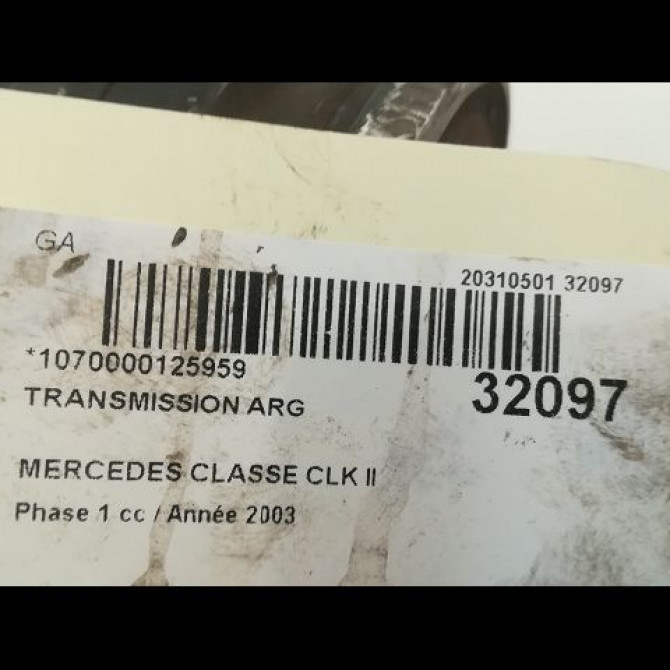 GA
20310501 32097
*1070000125959
32097
TRANSMISSION ARG
MERCEDES CLASSE CLK II
Phase 1 cc / Année 2003